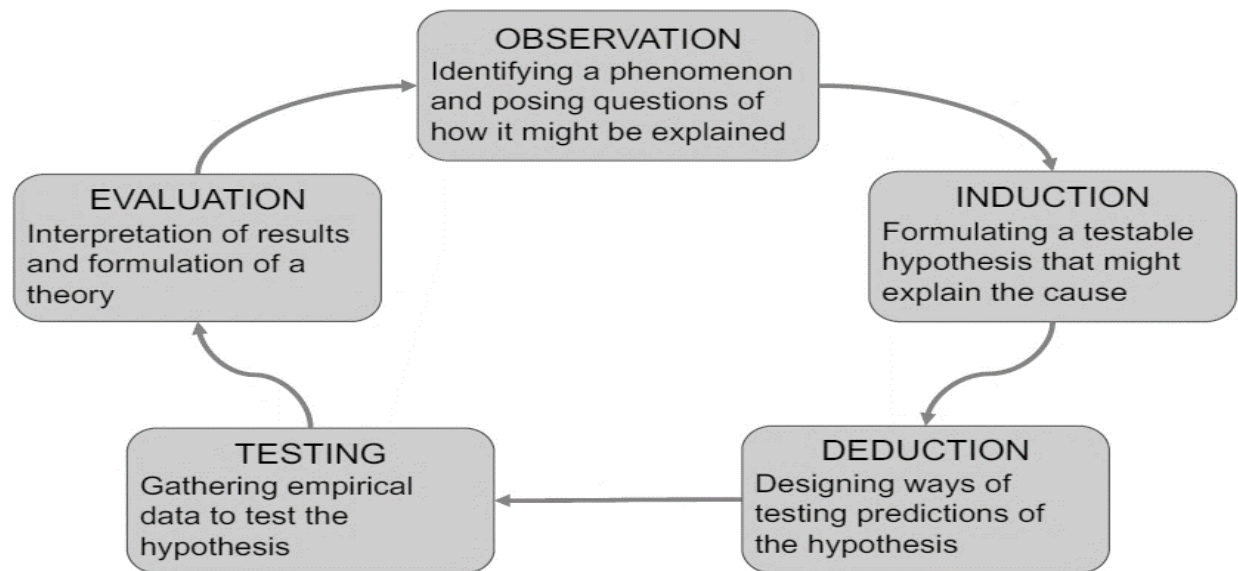 OBSERVATION
Identifying a phenomenon
and posing questions of
how it might be explained
INDUCTION
Formulating a testable
hypothesis that might
explain the cause
DEDUCTION
Designing ways of
testing predictions of
the hypothesis
TESTING
Gathering empirical
data to test the
hypothesis
EVALUATION
Interpretation of results
and formulation of a
theory